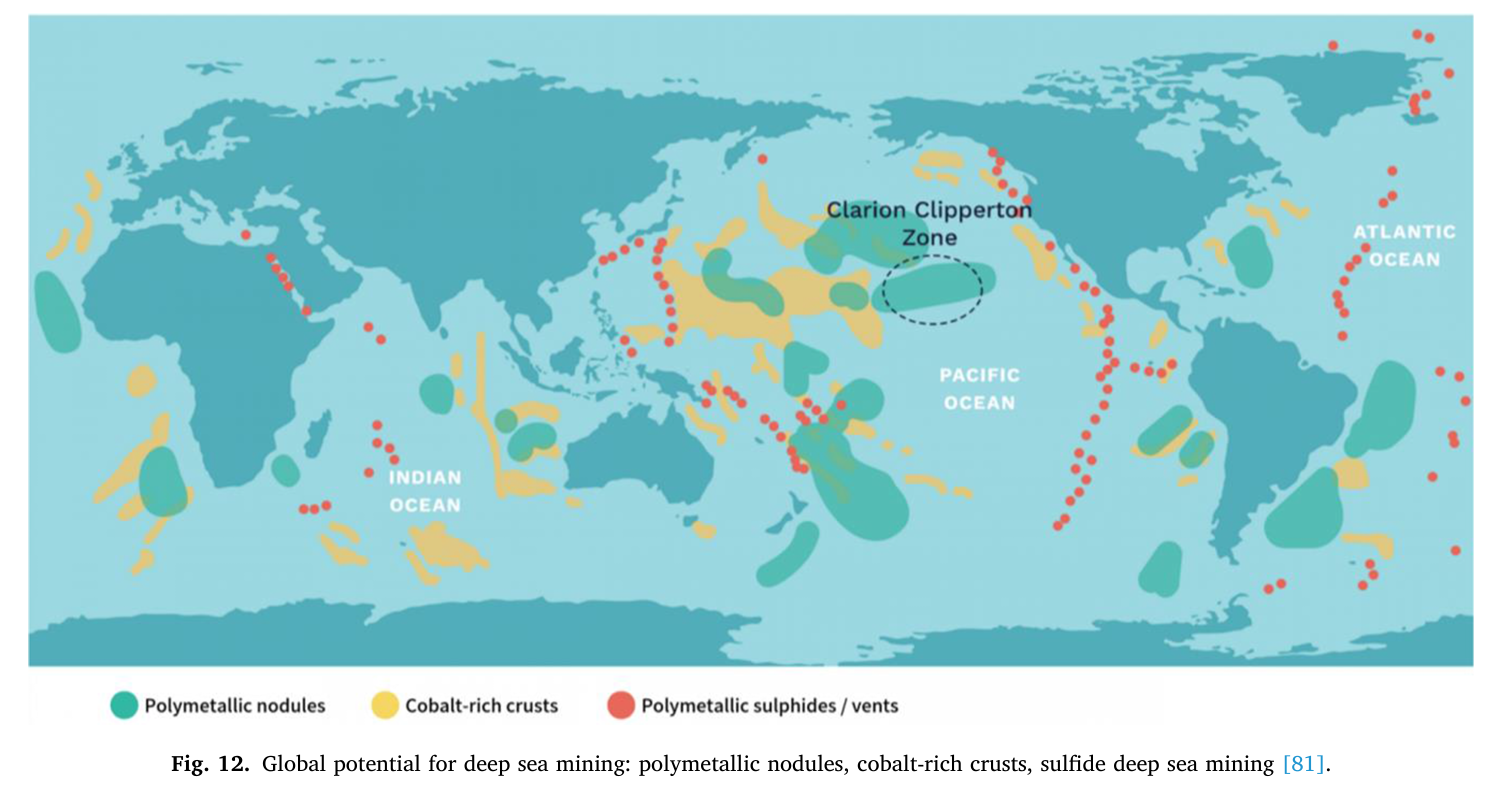 Clarion Clipperton
Zone
ATLANTIC
OCEAN
PACIFIC
OCEAN
INDIAN
OCEAN
Polymetallic nodules
Cobalt-rich crusts
Polymetallic sulphides / vents
Fig. 12. Global potential for deep sea mining: polymetallic nodules, cobalt-rich crusts, sulfide deep sea mining [81].